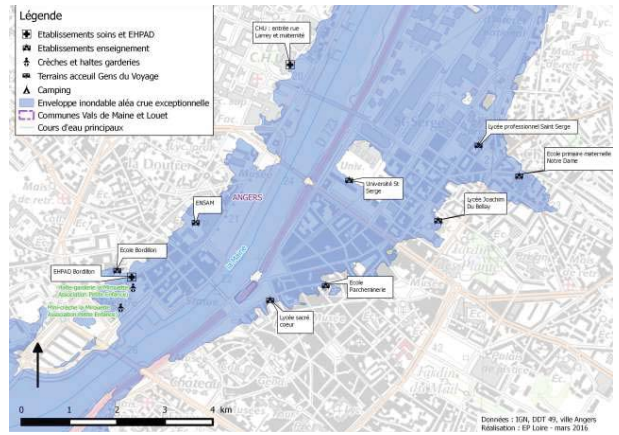 Légende
Etablissements soins et EHPAD
Etablissements enseignement
Crèches et haltes garderies
Terrains acceuil Gens du Voyage
Camping
Enveloppe inondable aléa crue exceptionnelle
Communes Vals de Maine et Louet
Cours d'eau principaux
CHU : entrée rue
Larrey et maternité
C.H.U.
Lycée professionnel Saint Serge
Ecole primaire maternelle
Notre Dame
Université St
Serge
Lycée Joachim
Du Bellay
ANGERS
la Doutre
ENSAM
Ecole Bordillon
EHPAD Bordillon
Ecole
Parcheminerie
Lycée sacré
coeur
0 1 2 3 4 km
Données : IGN, DDT 49, ville Angers
Réalisation : EP Loire - mars 2016